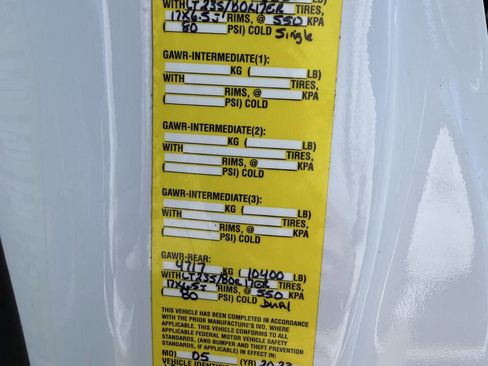 WITH LT235/80R17ER TIRES,
17X6.5J RIMS, @ 550 KPA
( 80 PSI) COLD Single
GAWR-INTERMEDIATE(1):
KG ( LB)
WITH TIRES,
RIMS, @ KPA
( PSI) COLD
GAWR-INTERMEDIATE(2):
KG ( LB)
WITH TIRES,
RIMS, @ KPA
( PSI) COLD
GAWR-INTERMEDIATE(3):
KG ( LB)
WITH TIRES,
RIMS, @ KPA
( PSI) COLD
GAWR-REAR:
4717 KG ( 10400 LB)
WITH LT235/80R17ER TIRES,
17X6.5J RIMS, @ 550 KPA
( 80 PSI) COLD Dual
THIS VEHICLE HAS BEEN COMPLETED IN ACCORDANCE
WITH THE PRIOR MANUFACTURER'S IVD. WHERE
APPLICABLE. THIS VEHICLE CONFORMS TO ALL
APPLICABLE FEDERAL MOTOR VEHICLE SAFETY
STANDARDS, (AND BUMPER AND THEFT PREVENTION
STANDARDS, IF APPLICABLE) IN EFFECT IN:
MO) 05 (YR) 2023
VEHICLE